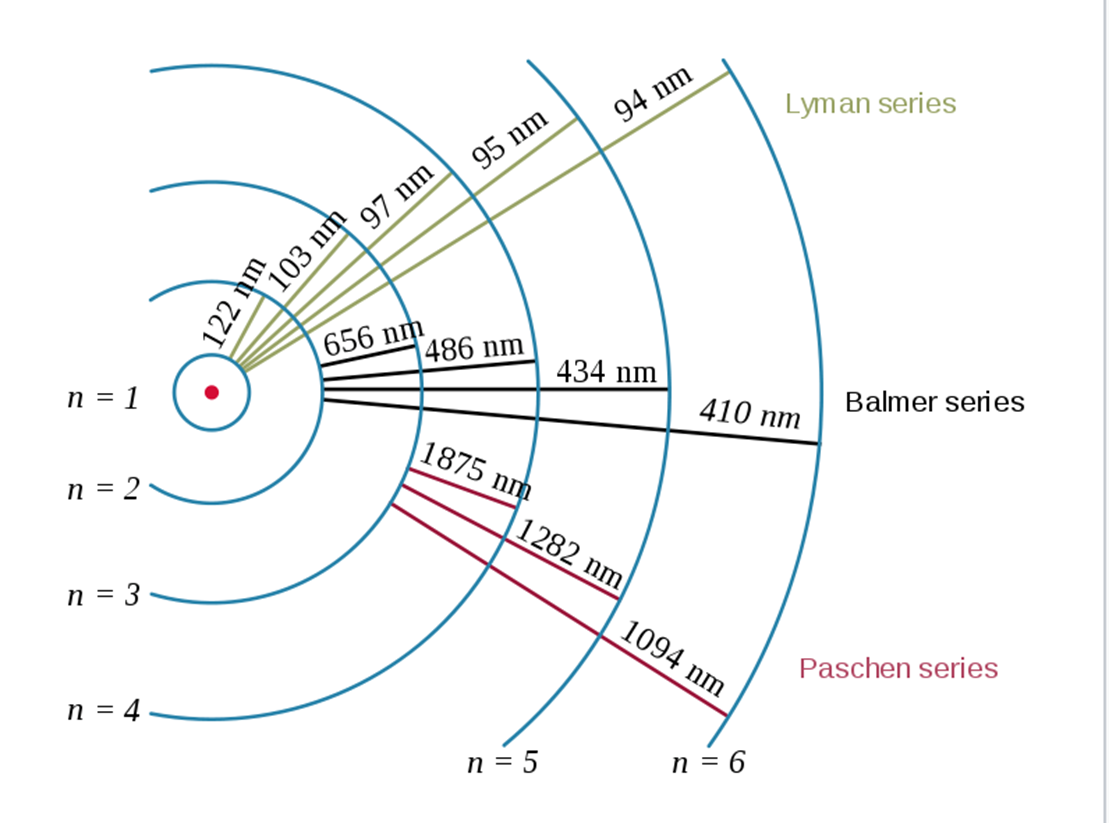 94 nm
Lyman series
95 nm
97 nm
103 nm
122 nm
656 nm
486 nm
434 nm
n = 1
410 nm
Balmer series
1875 nm
n = 2
1282 nm
n = 3
1094 nm
Paschen series
n = 4
n = 5
n = 6